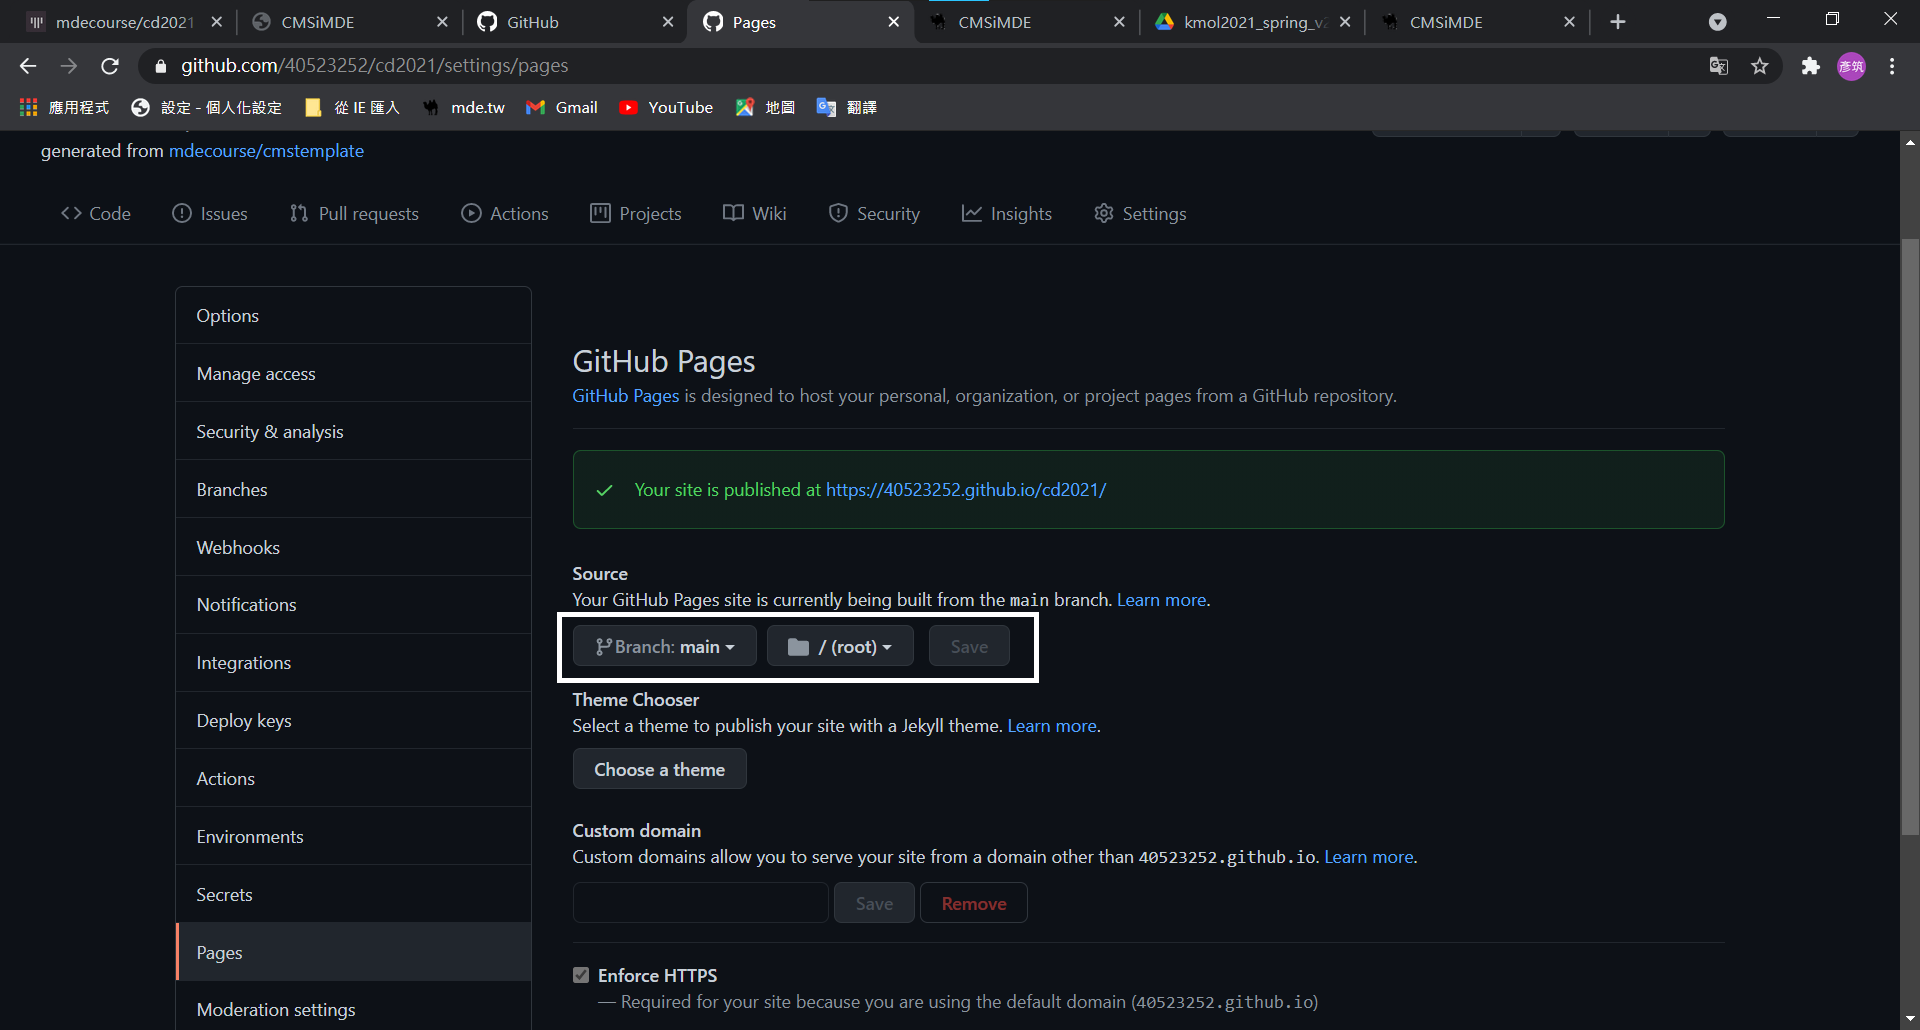 mdecourse/cd2021
CMSiMDE
GitHub
Pages
CMSiMDE
kmol2021_spring_v
CMSiMDE
github.com/40523252/cd2021/settings/pages
彥筑
應用程式
設定 - 個人化設定
從 IE 匯入
mde.tw
Gmail
YouTube
地圖
翻譯
generated from mdecourse/cmstemplate
Code
Issues
Pull requests
Actions
Projects
Wiki
Security
Insights
Settings
Options
Manage access
Security & analysis
Branches
Webhooks
Notifications
Integrations
Deploy keys
Actions
Environments
Secrets
Pages
Moderation settings
GitHub Pages
GitHub Pages is designed to host your personal, organization, or project pages from a GitHub repository.
Your site is published at https://40523252.github.io/cd2021/
Source
Your GitHub Pages site is currently being built from the main branch. Learn more.
Branch: main
/ (root)
Save
Theme Chooser
Select a theme to publish your site with a Jekyll theme. Learn more.
Choose a theme
Custom domain
Custom domains allow you to serve your site from a domain other than 40523252.github.io. Learn more.
Save
Remove
Enforce HTTPS
— Required for your site because you are using the default domain (40523252.github.io)